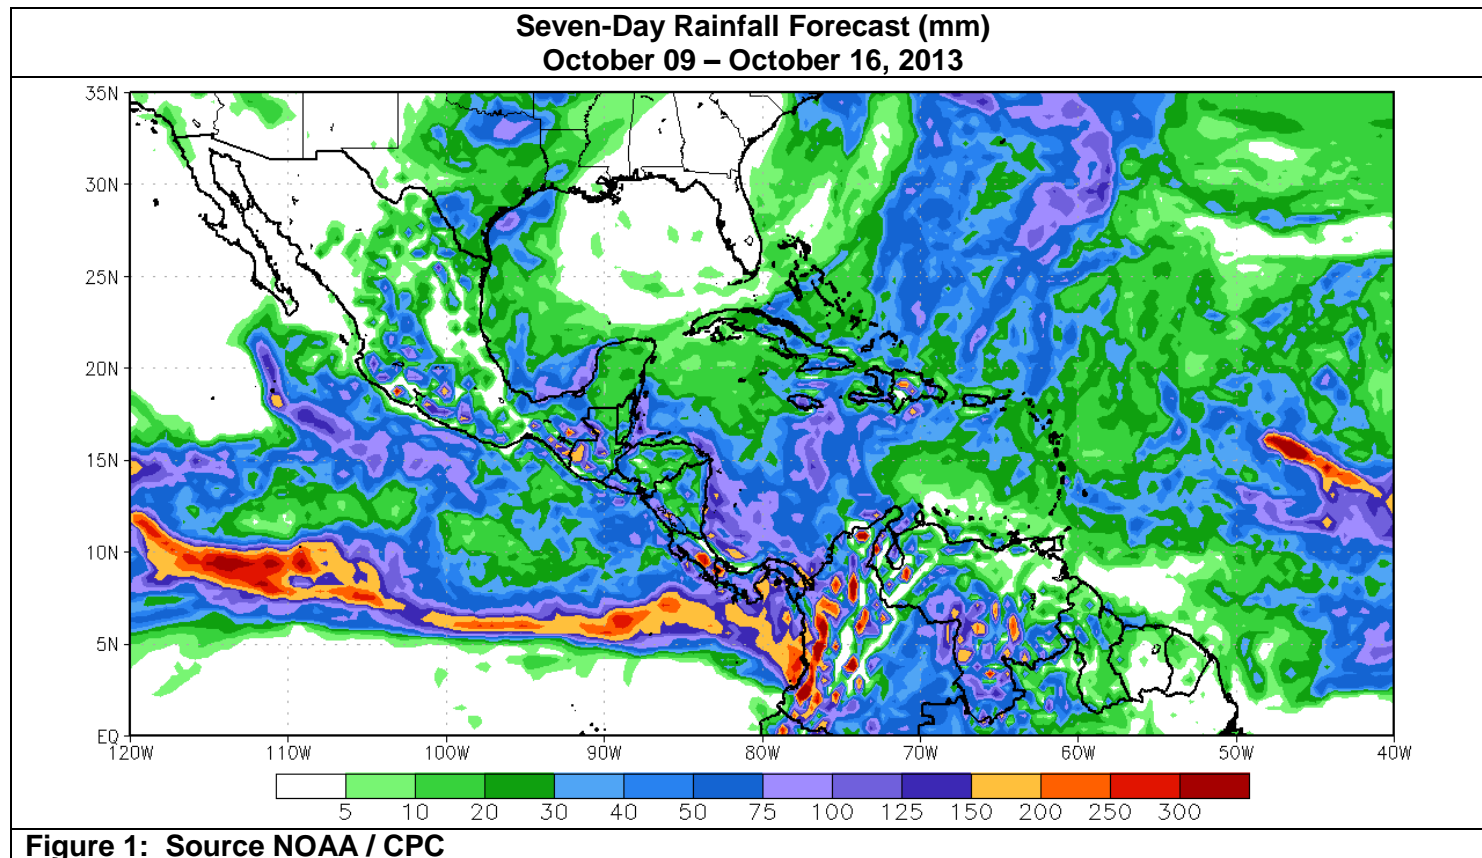 Seven-Day Rainfall Forecast (mm)
October 09 – October 16, 2013
35N
30N
25N
20N
15N
10N
5N
EQ
120W 110W 100W 90W 80W 70W 60W 50W 40W
5 10 20 30 40 50 75 100 125 150 200 250 300
Figure 1: Source NOAA / CPC